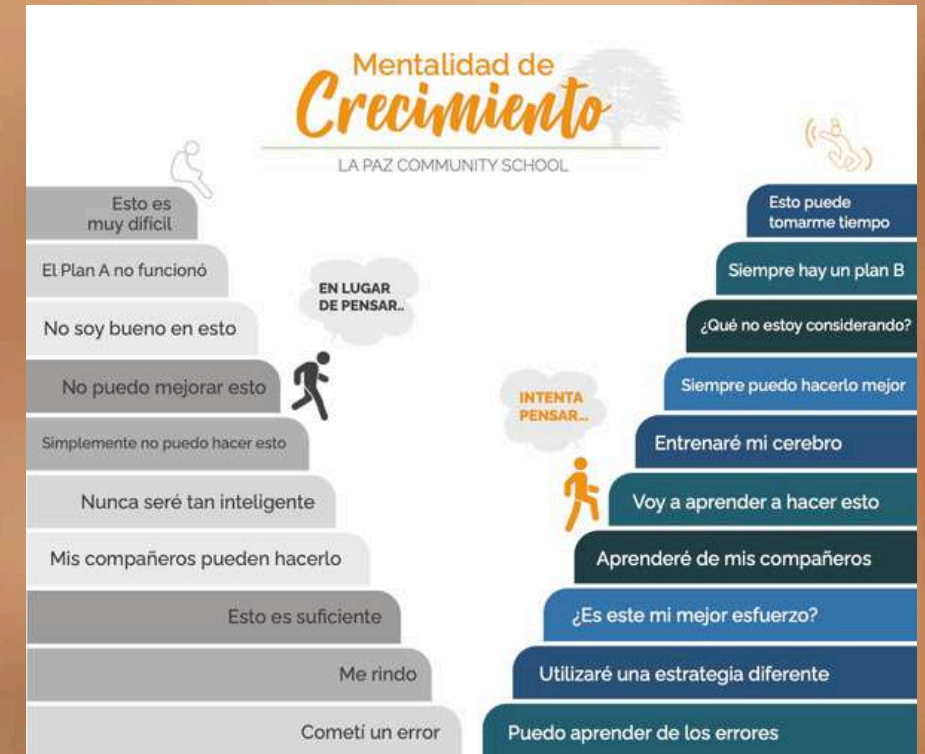 Mentalidad de
Crecimiento
LA PAZ COMMUNITY SCHOOL
Esto es
muy difícil
El Plan A no funcionó
No soy bueno en esto
No puedo mejorar esto
Simplemente no puedo hacer esto
Nunca seré tan inteligente
Mis compañeros pueden hacerlo
Esto es suficiente
Me rindo
Cometí un error
EN LUGAR
DE PENSAR..
INTENTA
PENSAR...
Esto puede
tomarme tiempo
Siempre hay un plan B
¿Qué no estoy considerando?
Siempre puedo hacerlo mejor
Entrenaré mi cerebro
Voy a aprender a hacer esto
Aprenderé de mis compañeros
¿Es este mi mejor esfuerzo?
Utilizaré una estrategia diferente
Puedo aprender de los errores